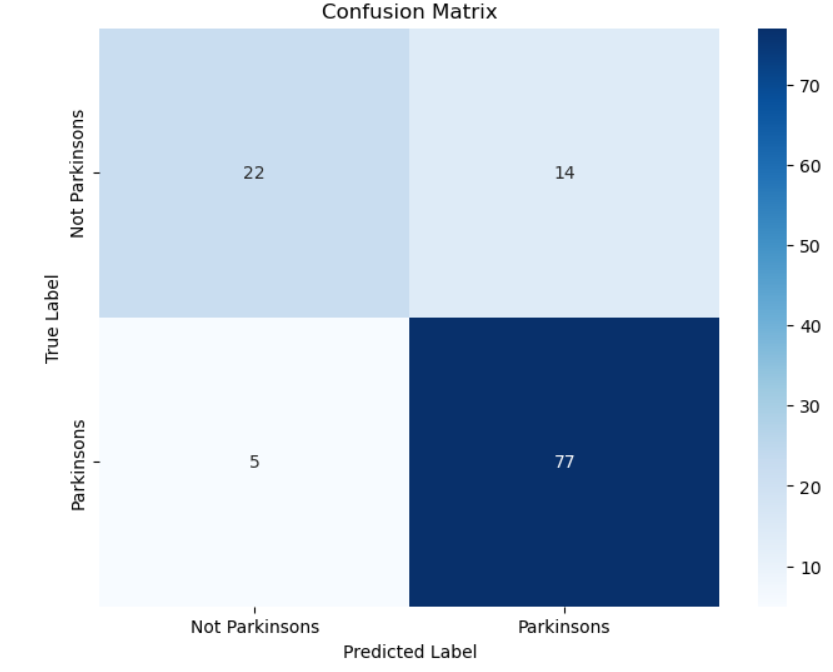 Confusion Matrix
Not Parkinsons
22
14
70
60
50
40
30
20
10
True Label
Parkinsons
5
77
Not Parkinsons
Parkinsons
Predicted Label